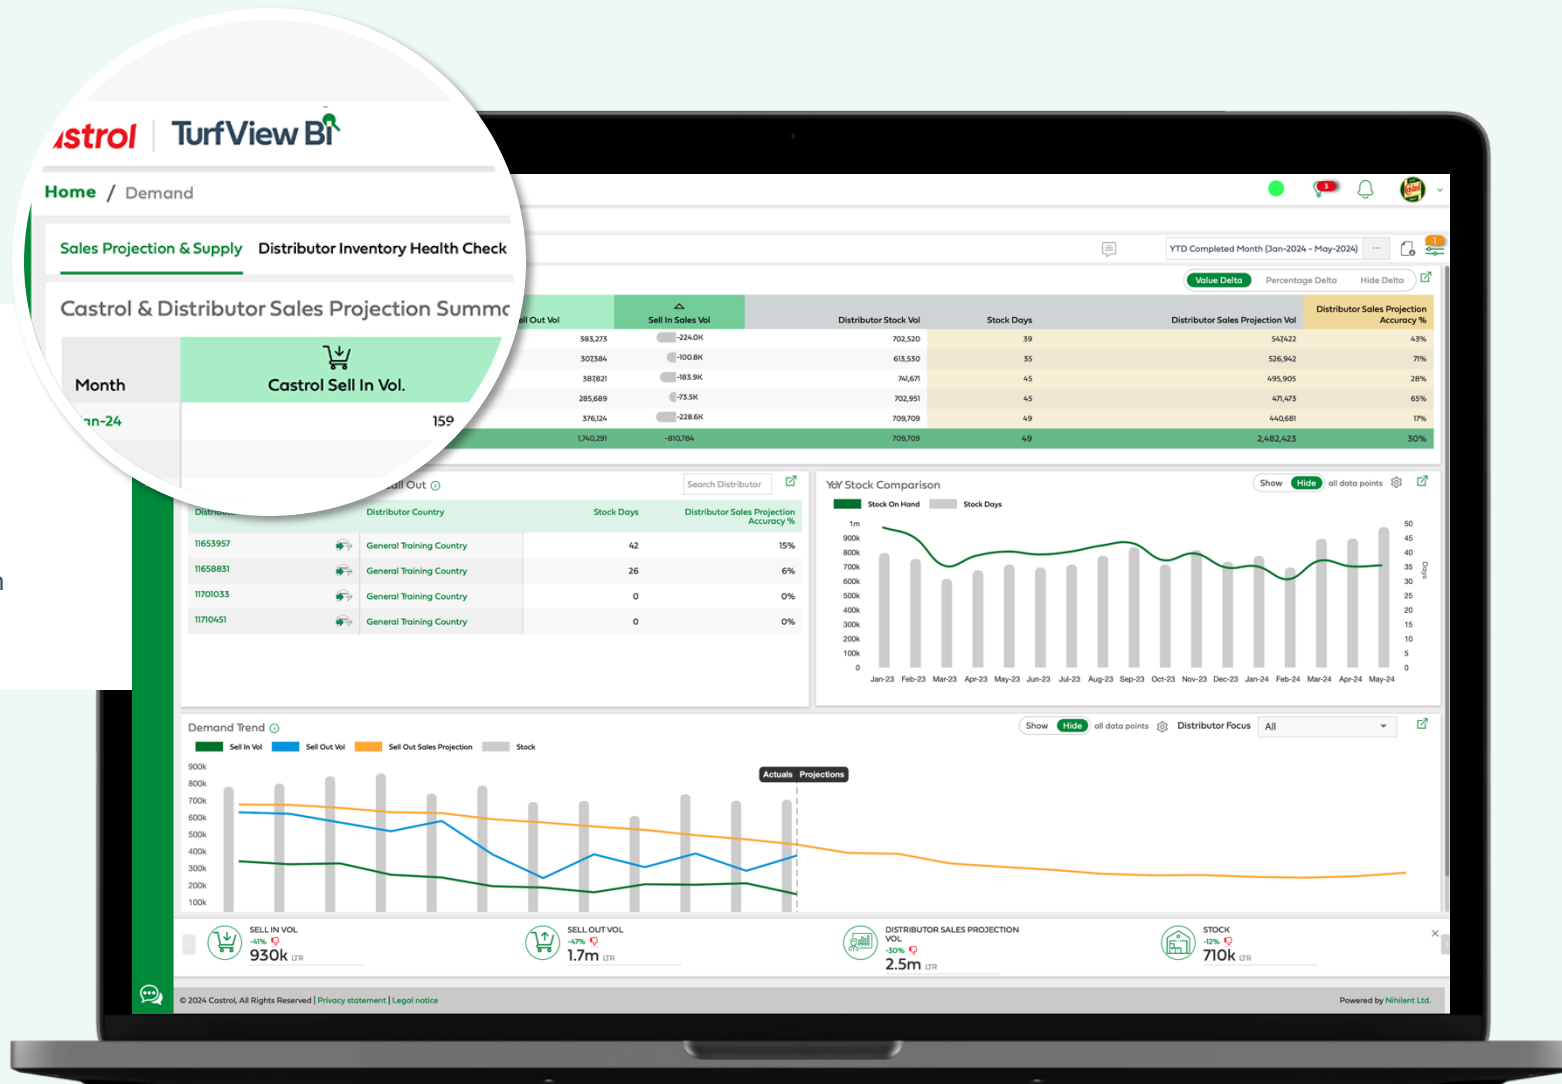 astrol | TurfView Bi
Home / Demand
Sales Projection & Supply Distributor Inventory Health Check
YTD Completed Month (Jan-2024 - May-2024) ...
3
1
Castrol & Distributor Sales Projection Summa
Value Delta Percentage Delta Hide Delta
Month Castrol Sell In Vol. ell Out Vol Sell In Sales Vol Distributor Stock Vol Stock Days Distributor Sales Projection Vol Distributor Sales Projection Accuracy %
an-24 159 383,273 -224.0K 702,520 39 547,422 43%
307,384 -100.8K 613,530 35 526,942 71%
387,821 -183.9K 741,671 45 495,905 28%
285,689 -73.5K 702,951 45 471,473 65%
376,124 -228.6K 709,709 49 440,681 17%
1,740,291 -810,784 709,709 49 2,482,423 30%
all Out Search Distributor
Distributor Country Stock Days Distributor Sales Projection Accuracy %
11653957 General Training Country 42 15%
11658831 General Training Country 26 6%
11701033 General Training Country 0 0%
11710451 General Training Country 0 0%
YoY Stock Comparison Show Hide all data points
Stock On Hand Stock Days
1m 50
900k 45
800k 40
700k 35
600k 30
500k 25
400k 20
300k 15
200k 10
100k 5
0 0
Days
Jan-23 Feb-23 Mar-23 Apr-23 May-23 Jun-23 Jul-23 Aug-23 Sep-23 Oct-23 Nov-23 Dec-23 Jan-24 Feb-24 Mar-24 Apr-24 May-24
n
Demand Trend Show Hide all data points Distributor Focus All
Sell In Vol Sell Out Vol Sell Out Sales Projection Stock
Actuals Projections
900k
800k
700k
600k
500k
400k
300k
200k
100k
SELL IN VOL
-41%
930k LTR
SELL OUT VOL
-47%
1.7m LTR
DISTRIBUTOR SALES PROJECTION
VOL
-30%
2.5m LTR
STOCK
-12%
710k LTR
© 2024 Castrol, All Rights Reserved | Privacy statement | Legal notice Powered by Nihilent Ltd.